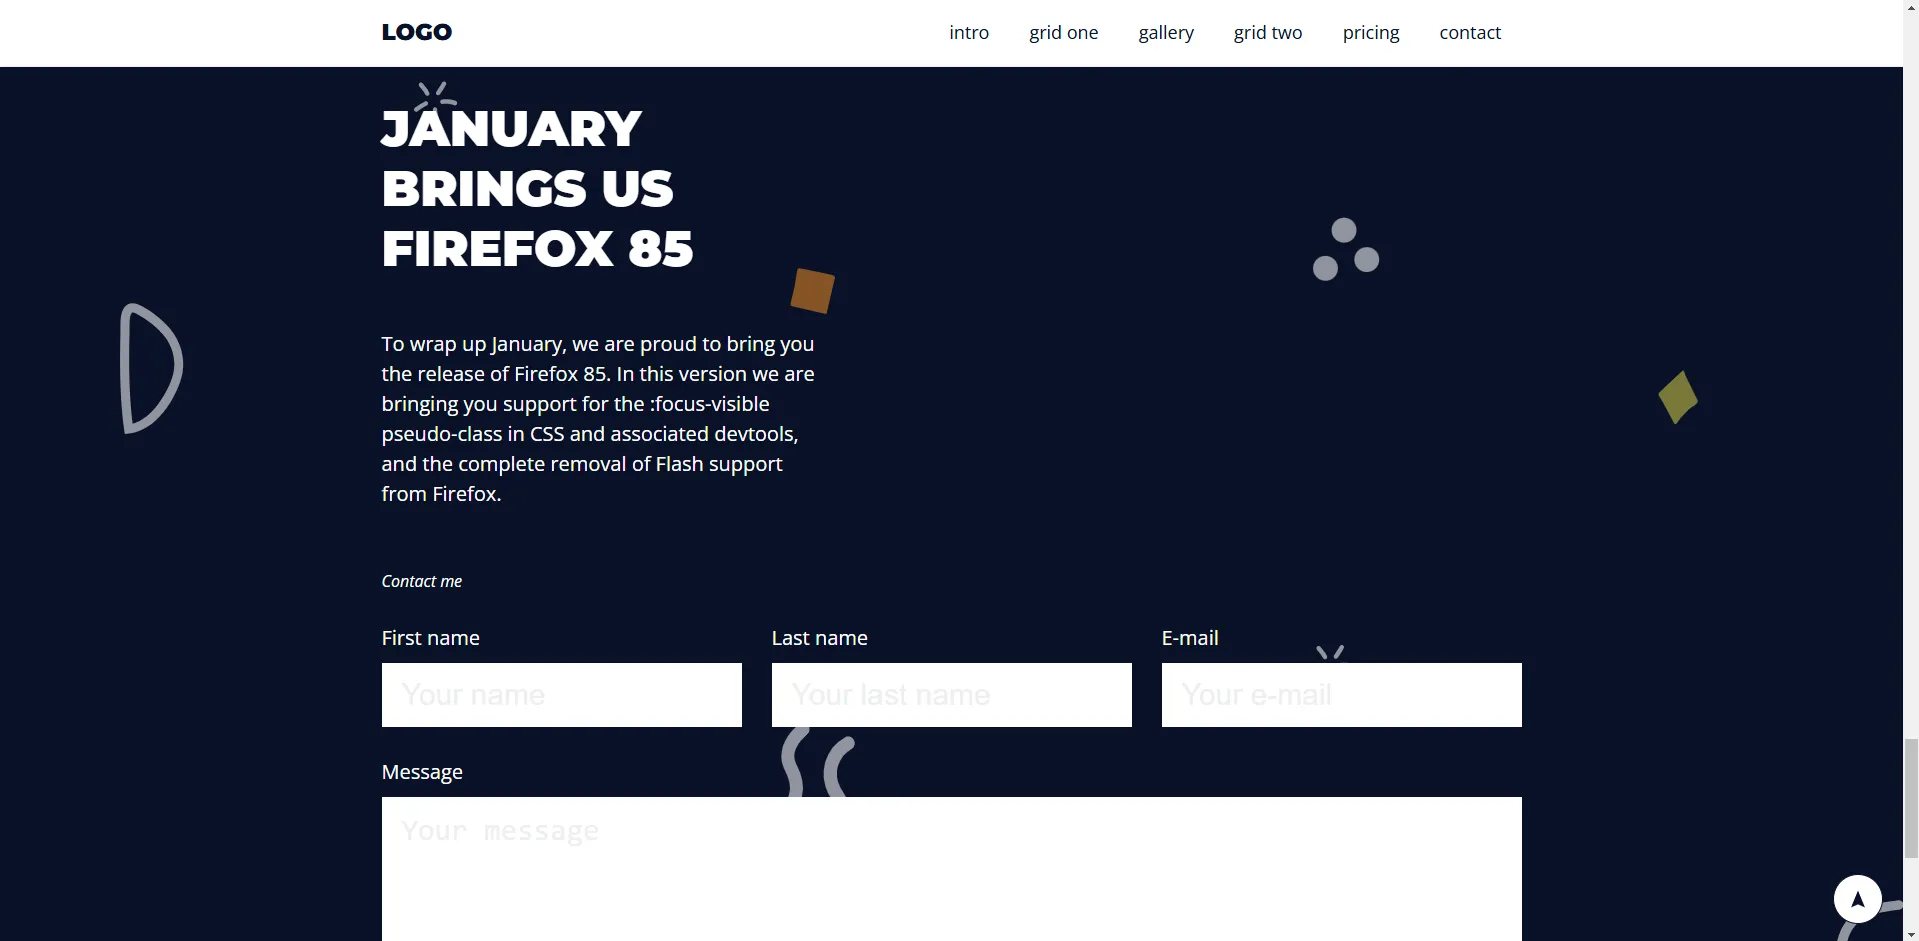 LOGO
intro
grid one
gallery
grid two
pricing
contact
JANUARY
BRINGS US
FIREFOX 85
To wrap up January, we are proud to bring you
the release of Firefox 85. In this version we are
bringing you support for the :focus-visible
pseudo-class in CSS and associated devtools,
and the complete removal of Flash support
from Firefox.
Contact me
First name
Last name
E-mail
Your name
Your last name
Your e-mail
Message
Your message